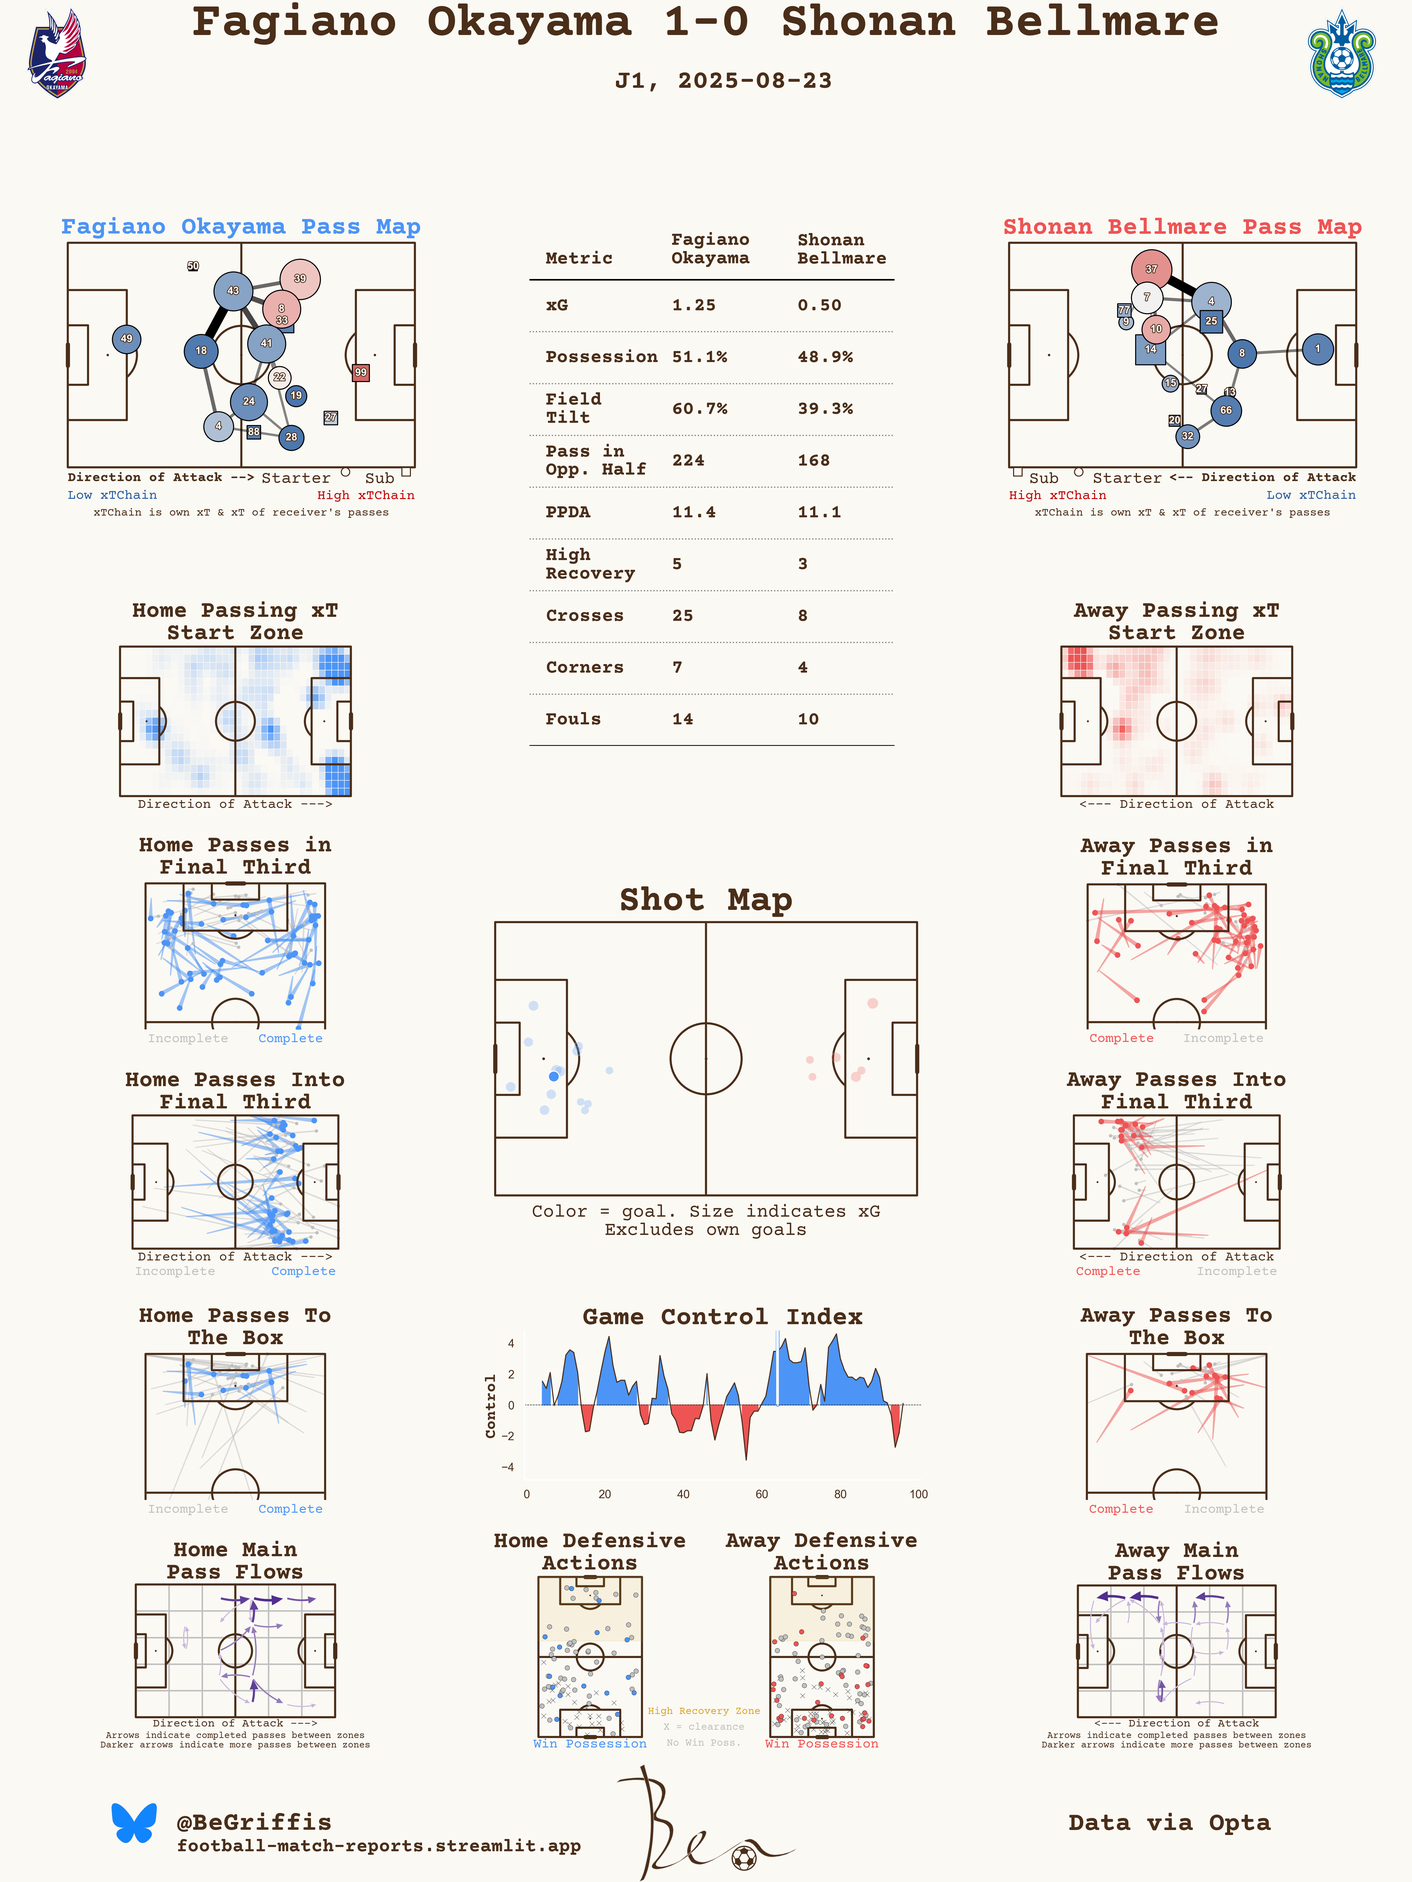 Fagiano Okayama 1-0 Shonan Bellmare
J1, 2025-08-23
Fagiano Okayama Pass Map
50
39
43
8
33
49
18
41
22
99
24
19
27
4
88
28
Direction of Attack --> Starter Sub
Low xTChain High xTChain
xTChain is own xT & xT of receiver's passes
Metric Fagiano Okayama Shonan Bellmare
xG 1.25 0.50
Possession 51.1% 48.9%
Field Tilt 60.7% 39.3%
Pass in Opp. Half 224 168
PPDA 11.4 11.1
High Recovery 5 3
Crosses 25 8
Corners 7 4
Fouls 14 10
Shonan Bellmare Pass Map
37
7
4
77
9
25
10
14
8
1
15
27
13
66
20
32
Sub Starter <-- Direction of Attack
High xTChain Low xTChain
xTChain is own xT & xT of receiver's passes
Home Passing xT
Start Zone
Direction of Attack --->
Away Passing xT
Start Zone
<--- Direction of Attack
Home Passes in
Final Third
Incomplete Complete
Away Passes in
Final Third
Complete Incomplete
Shot Map
Color = goal. Size indicates xG
Excludes own goals
Home Passes Into
Final Third
Direction of Attack --->
Incomplete Complete
Away Passes Into
Final Third
<--- Direction of Attack
Complete Incomplete
Home Passes To
The Box
Incomplete Complete
Game Control Index
Control
4
2
0
−2
−4
0 20 40 60 80 100
Away Passes To
The Box
Complete Incomplete
Home Main
Pass Flows
Direction of Attack --->
Arrows indicate completed passes between zones
Darker arrows indicate more passes between zones
Home Defensive
Actions
Win Possession
Away Defensive
Actions
Win Possession
High Recovery Zone
X = clearance
No Win Poss.
Away Main
Pass Flows
<--- Direction of Attack
Arrows indicate completed passes between zones
Darker arrows indicate more passes between zones
@BeGriffis
football-match-reports.streamlit.app
Ben
Data via Opta